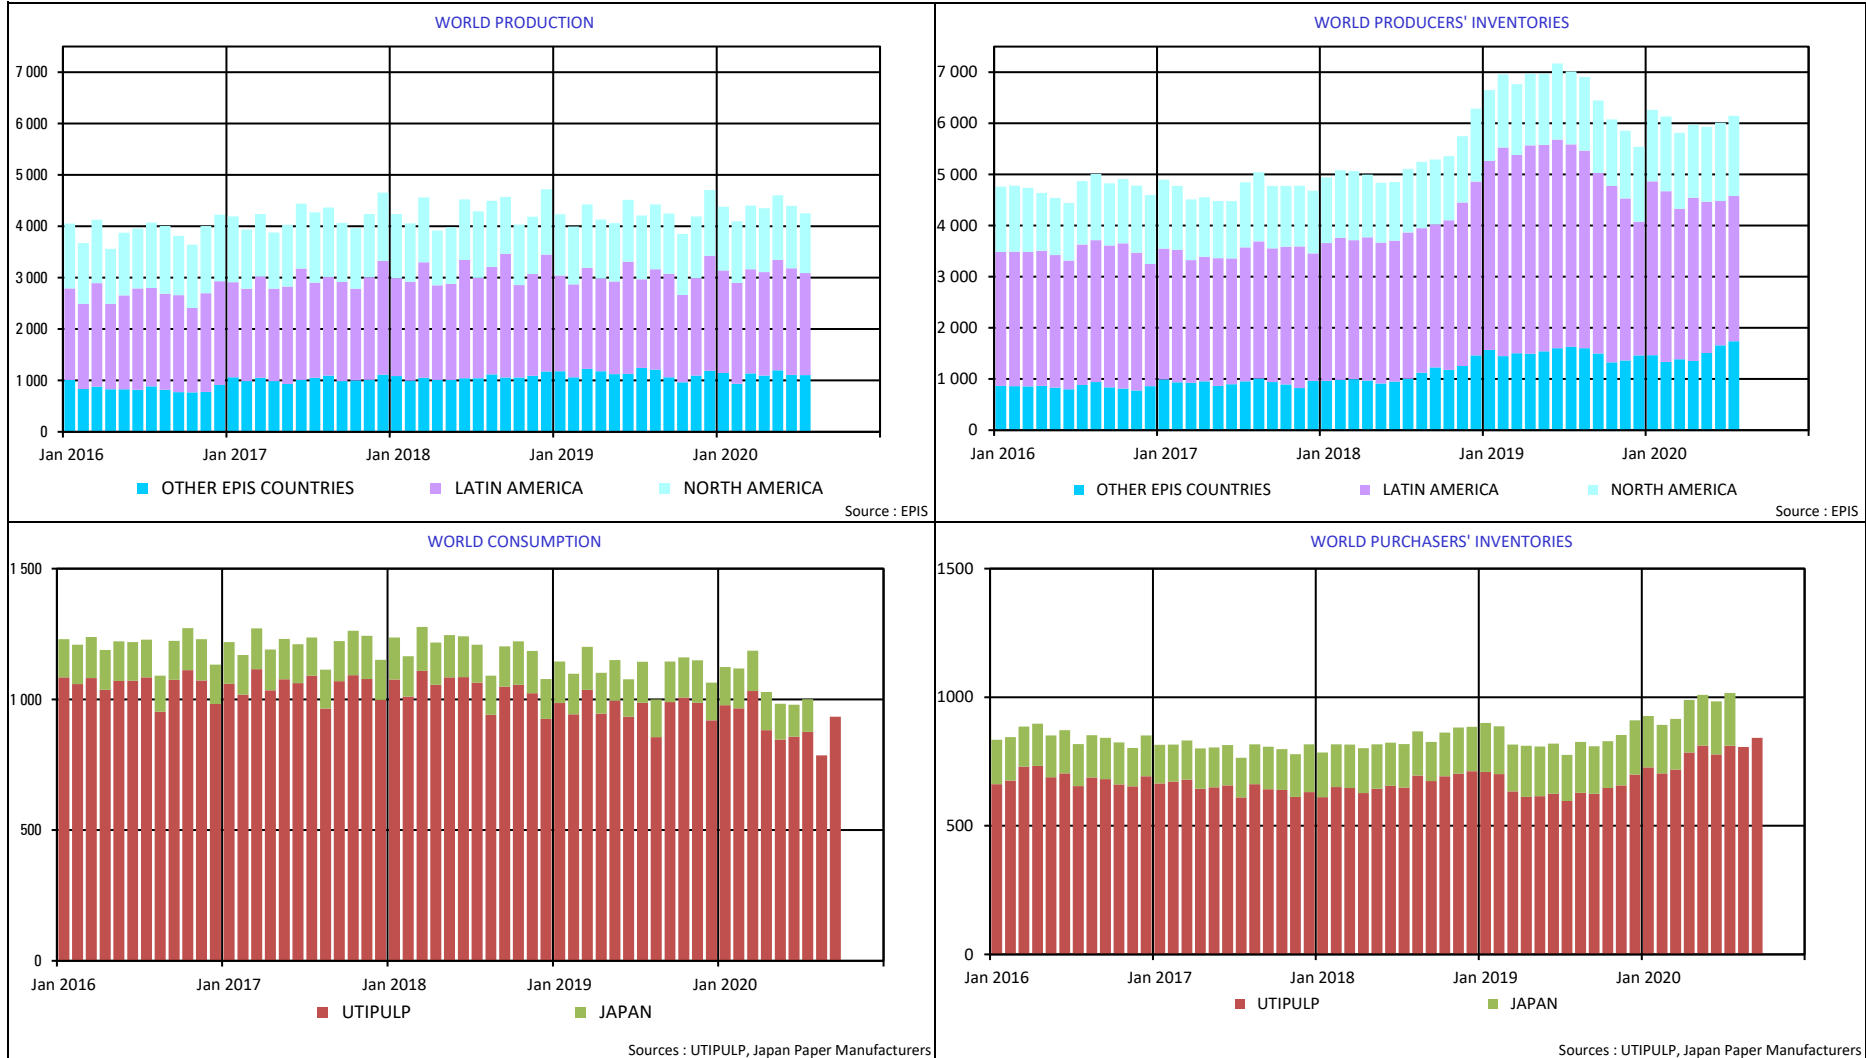 WORLD PRODUCTION
7 000
6 000
5 000
4 000
3 000
2 000
1 000
0
Jan 2016 Jan 2017 Jan 2018 Jan 2019 Jan 2020
OTHER EPIS COUNTRIES LATIN AMERICA NORTH AMERICA
Source : EPIS
WORLD PRODUCERS' INVENTORIES
7 000
6 000
5 000
4 000
3 000
2 000
1 000
0
Jan 2016 Jan 2017 Jan 2018 Jan 2019 Jan 2020
OTHER EPIS COUNTRIES LATIN AMERICA NORTH AMERICA
Source : EPIS
WORLD CONSUMPTION
1 500
1 000
500
0
Jan 2016 Jan 2017 Jan 2018 Jan 2019 Jan 2020
UTIPULP JAPAN
Sources : UTIPULP, Japan Paper Manufacturers
WORLD PURCHASERS' INVENTORIES
1500
1000
500
0
Jan 2016 Jan 2017 Jan 2018 Jan 2019 Jan 2020
UTIPULP JAPAN
Sources : UTIPULP, Japan Paper Manufacturers